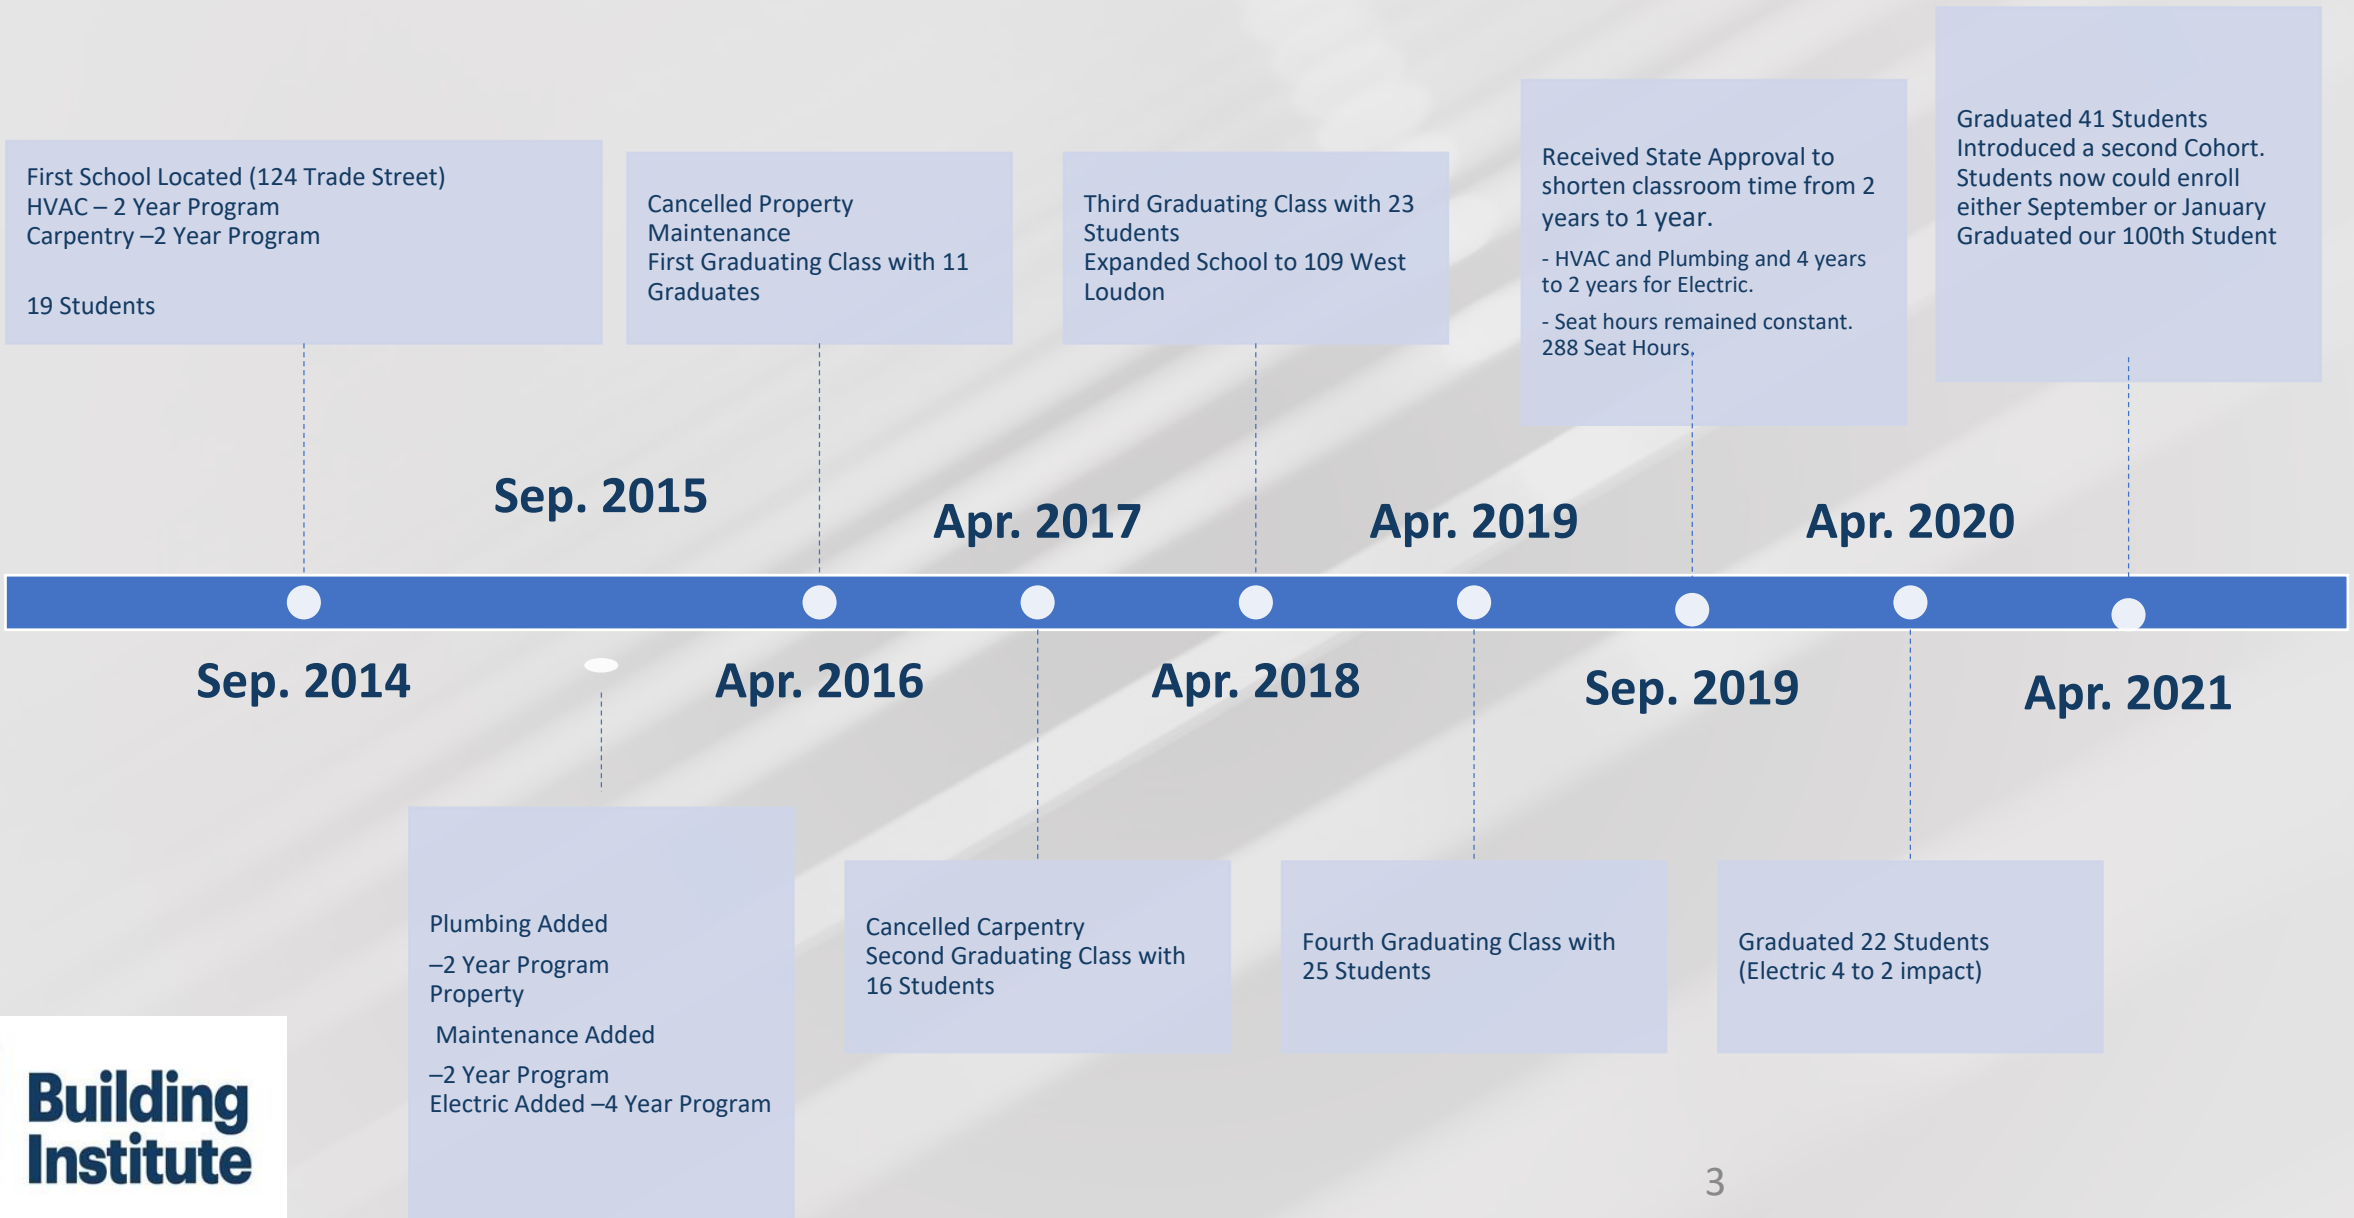 First School Located (124 Trade Street)
HVAC – 2 Year Program
Carpentry –2 Year Program
19 Students
Cancelled Property
Maintenance
First Graduating Class with 11
Graduates
Third Graduating Class with 23
Students
Expanded School to 109 West
Loudon
Received State Approval to
shorten classroom time from 2
years to 1 year.
- HVAC and Plumbing and 4 years
to 2 years for Electric.
- Seat hours remained constant.
288 Seat Hours.
Graduated 41 Students
Introduced a second Cohort.
Students now could enroll
either September or January
Graduated our 100th Student
Sep. 2015
Apr. 2017
Apr. 2019
Apr. 2020
Sep. 2014
Apr. 2016
Apr. 2018
Sep. 2019
Apr. 2021
Plumbing Added
–2 Year Program
Property
Maintenance Added
–2 Year Program
Electric Added –4 Year Program
Cancelled Carpentry
Second Graduating Class with
16 Students
Fourth Graduating Class with
25 Students
Graduated 22 Students
(Electric 4 to 2 impact)
Building
Institute
3